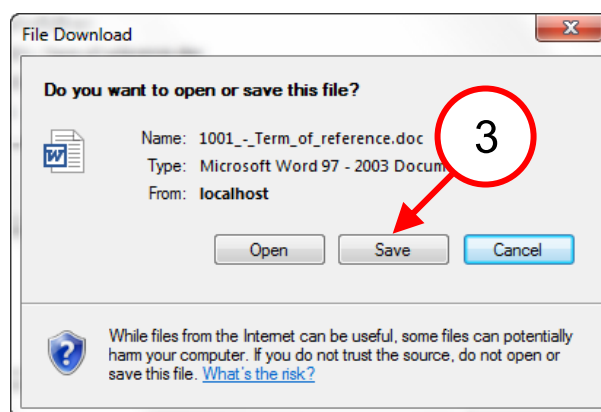 File Download
Do you want to open or save this file?
Name: 1001_-_Term_of_reference.doc
Type: Microsoft Word 97 - 2003 Docum
From: localhost
3
Open Save Cancel
While files from the Internet can be useful, some files can potentially
harm your computer. If you do not trust the source, do not open or
save this file. What's the risk?